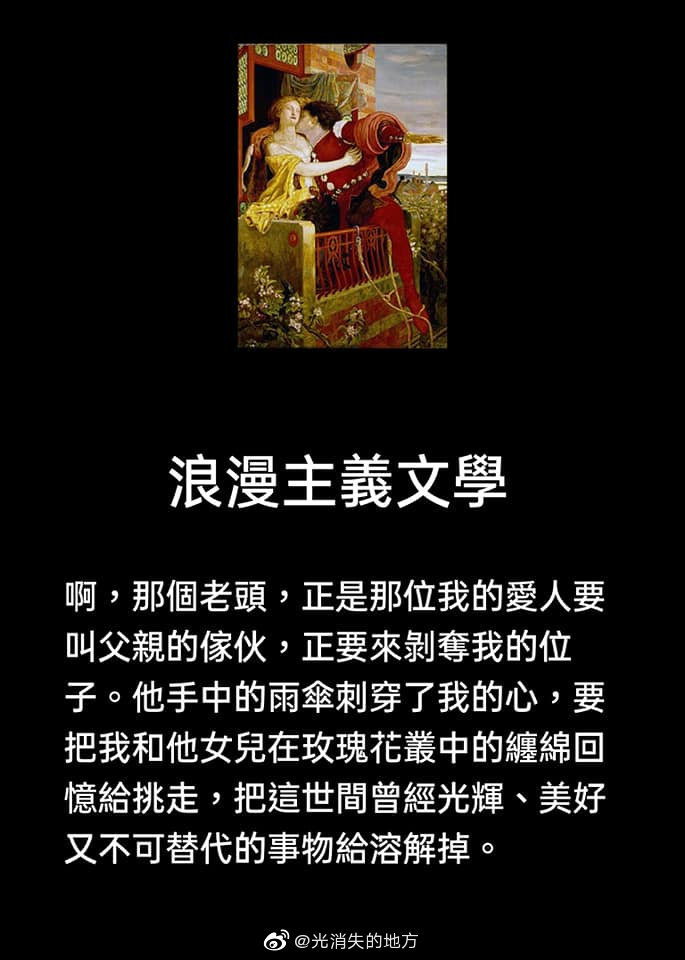 浪漫主義文學
啊，那個老頭，正是那位我的愛人要
叫父親的傢伙，正要來剝奪我的位
子。他手中的雨傘刺穿了我的心，要
把我和他女兒在玫瑰花叢中的纏綿回
憶給挑走，把這世間曾經光輝、美好
又不可替代的事物給溶解掉。
@光消失的地方